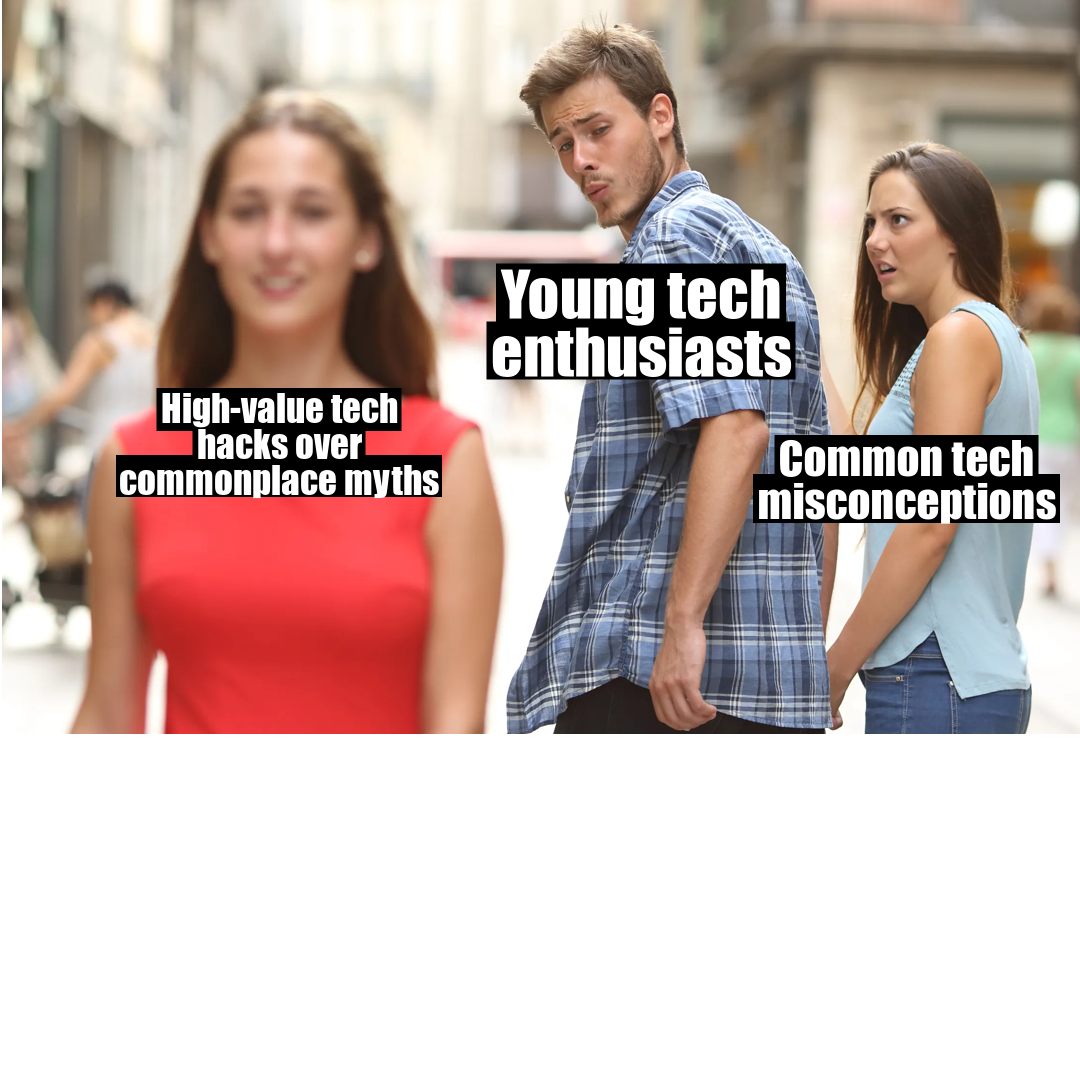 High-value tech
hacks over
commonplace myths
Young tech
enthusiasts
Common tech
misconceptions